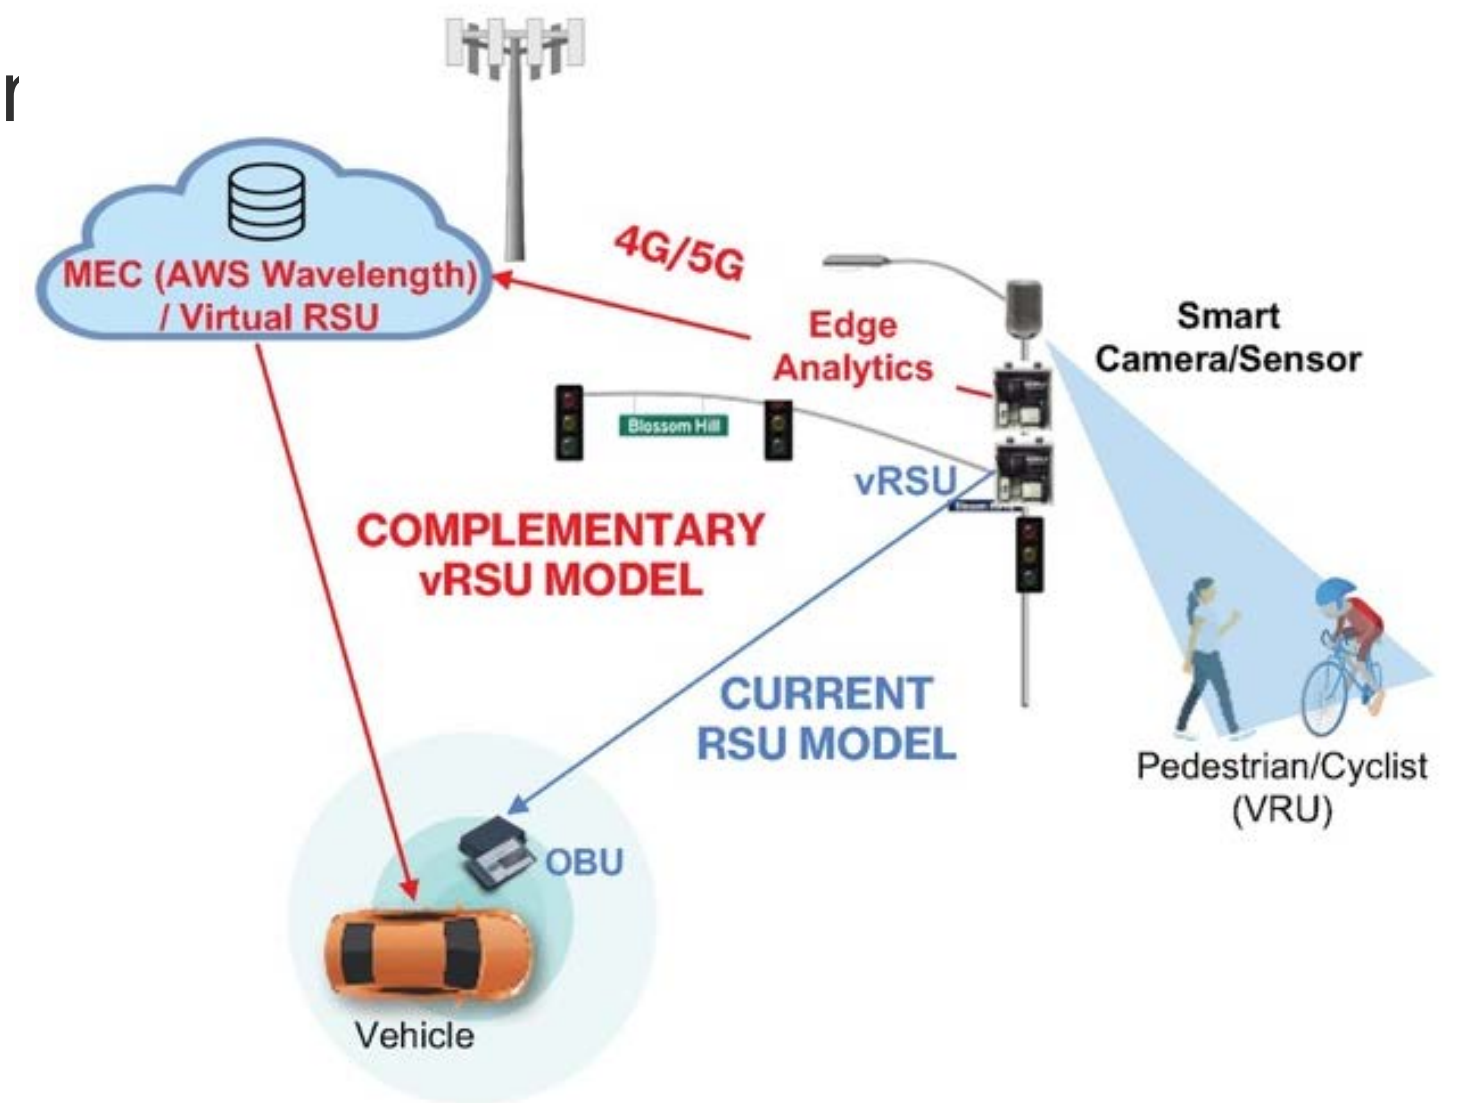 4G/5G
MEC (AWS Wavelength)
/ Virtual RSU
Edge
Analytics
Smart
Camera/Sensor
Blossom Hill
vRSU
COMPLEMENTARY
vRSU MODEL
CURRENT
RSU MODEL
Pedestrian/Cyclist
(VRU)
OBU
Vehicle